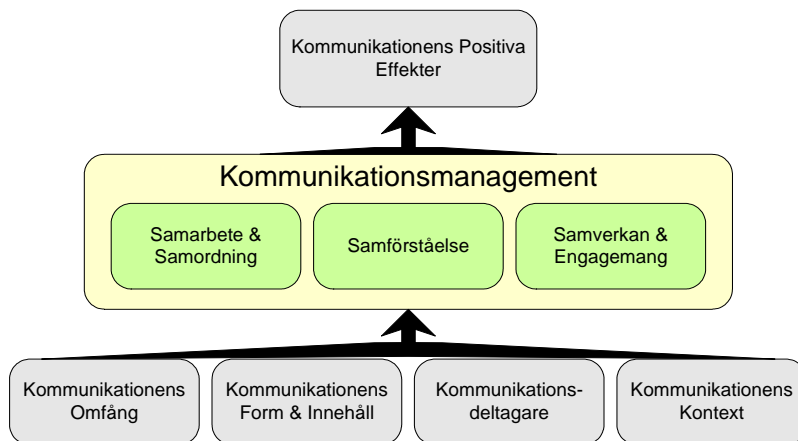 Kommunikationens Positiva
Effekter
Kommunikationsmanagement
Samarbete &
Samordning
Samförståelse
Samverkan &
Engagemang
Kommunikationens
Omfång
Kommunikationens
Form & Innehåll
Kommunikations-
deltagare
Kommunikationens
Kontext